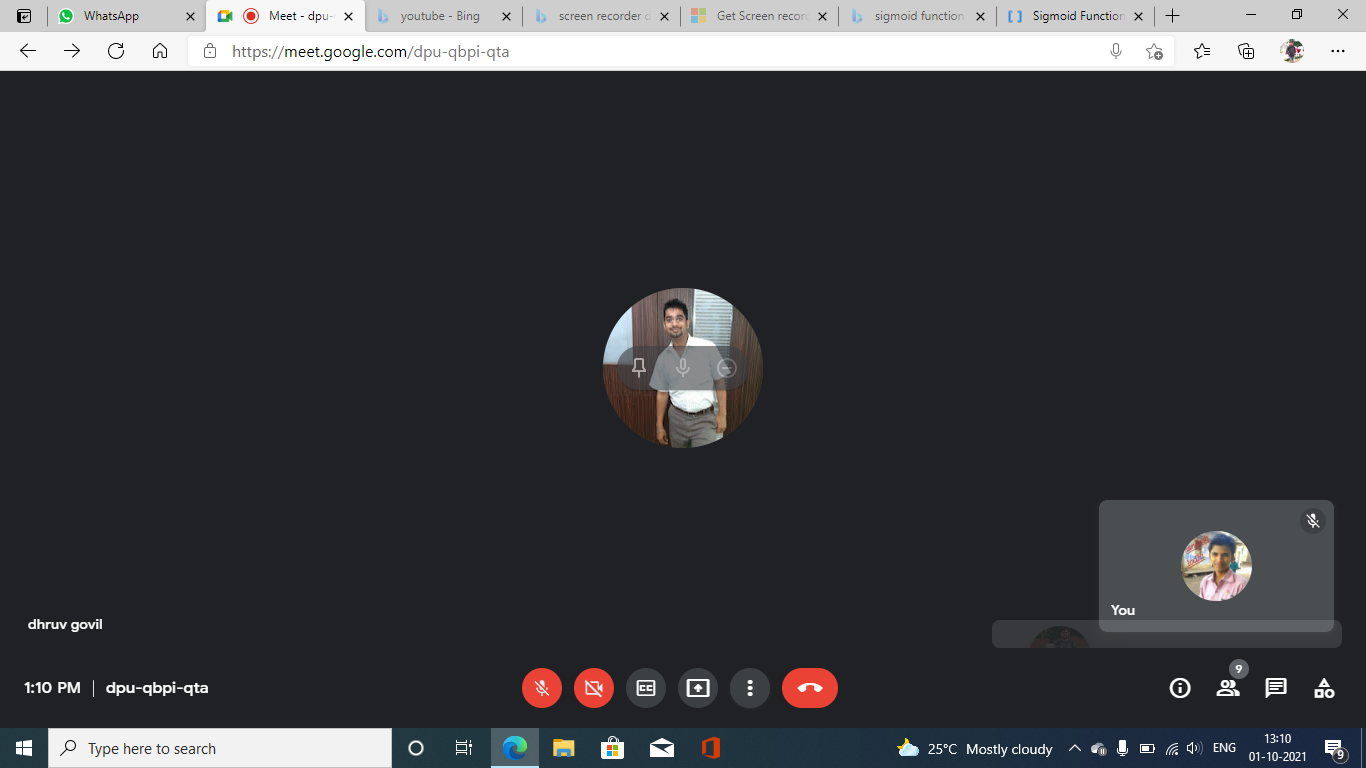 WhatsApp
Meet - dpu-
youtube - Bing
screen recorder d
Get Screen recor
sigmoid function
Sigmoid Function
https://meet.google.com/dpu-qbpi-qta
You
dhruv govil
1:10 PM | dpu-qbpi-qta
9
Type here to search
25°C Mostly cloudy
ENG
13:10
01-10-2021
9